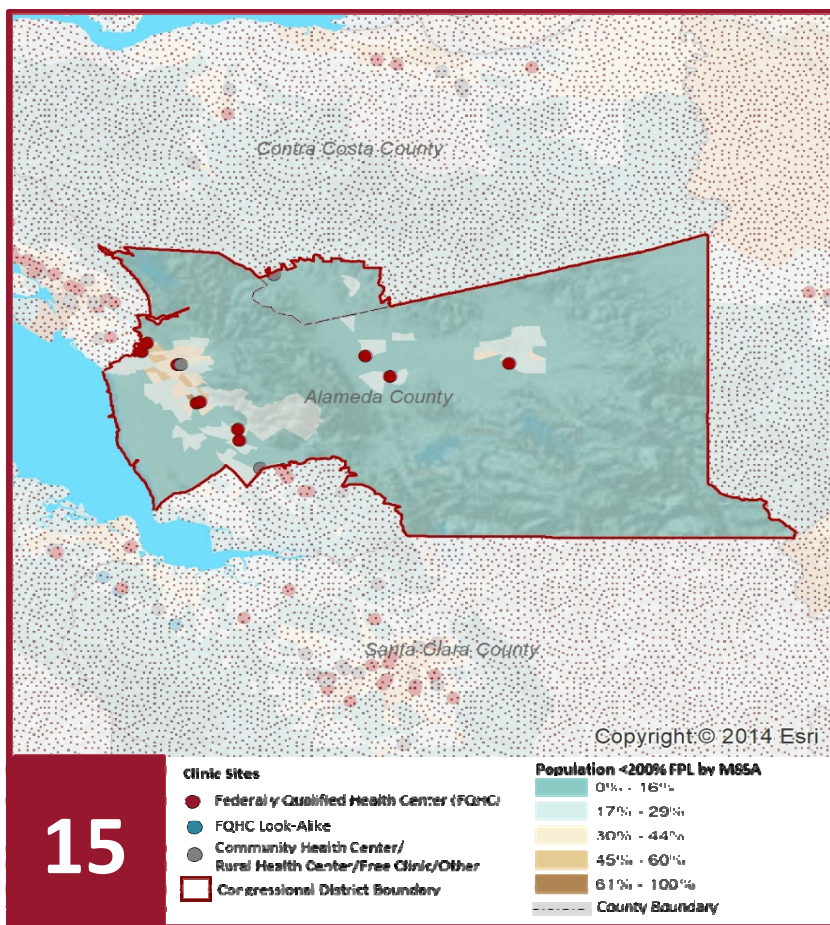 Contra Costa County
Alameda County
Santa Clara County
Copyright:© 2014 Esri
15
Clinic Sites
Federally Qualified Health Center (FQHC)
FQHC Look-Alike
Community Health Center/
Rural Health Center/Free Clinic/Other
Congressional District Boundary
Population <200% FPL by MSSA
0% - 16%
17% - 29%
30% - 44%
45% - 60%
61% - 100%
County Boundary